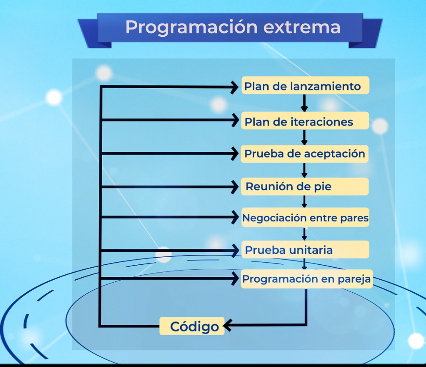 Programación extrema
Plan de lanzamiento
Plan de iteraciones
Prueba de aceptación
Reunión de pie
Negociación entre pares
Prueba unitaria
Programación en pareja
Código